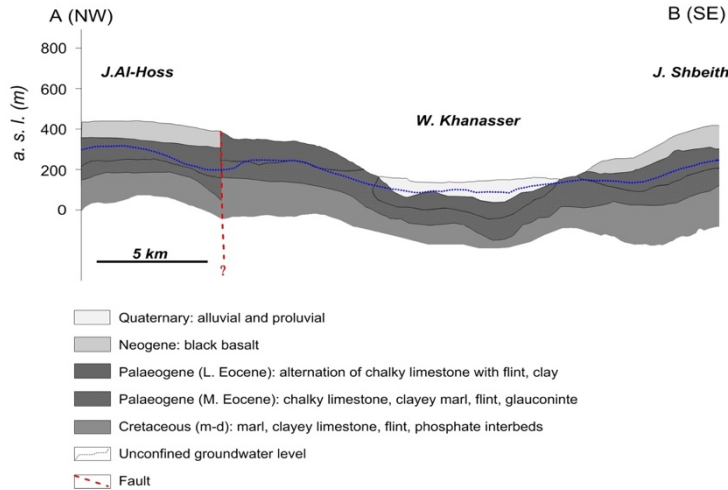 A (NW)
B (SE)
800
J.Al-Hoss
J. Shbeith
600
W. Khanasser
400
200
0
a. s. l. (m)
5 km
?
Quaternary: alluvial and proluvial
Neogene: black basalt
Palaeogene (L. Eocene): alternation of chalky limestone with flint, clay
Palaeogene (M. Eocene): chalky limestone, clayey marl, flint, glauconinte
Cretaceous (m-d): marl, clayey limestone, flint, phosphate interbeds
Unconfined groundwater level
Fault